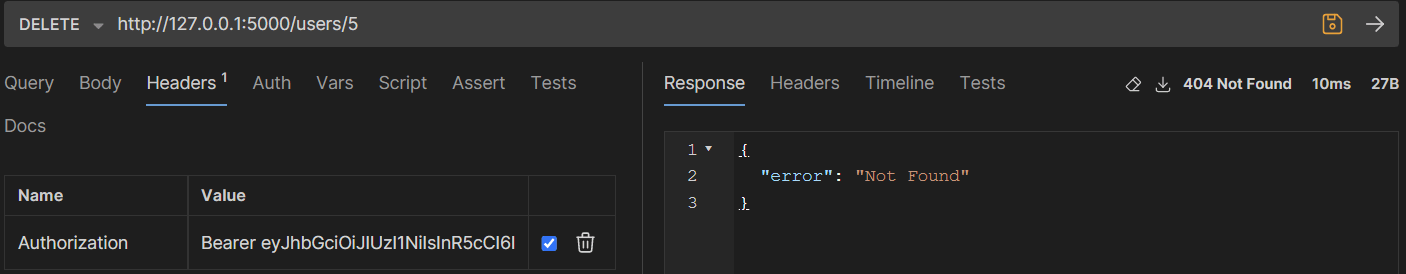 DELETE http://127.0.0.1:5000/users/5
Query Body Headers 1 Auth Vars Script Assert Tests
Docs
Name Value
Authorization Bearer eyJhbGciOiJIUzI1NiIsInR5cCI6I
Response Headers Timeline Tests 404 Not Found 10ms 27B
1 {
2 "error": "Not Found"
3 }